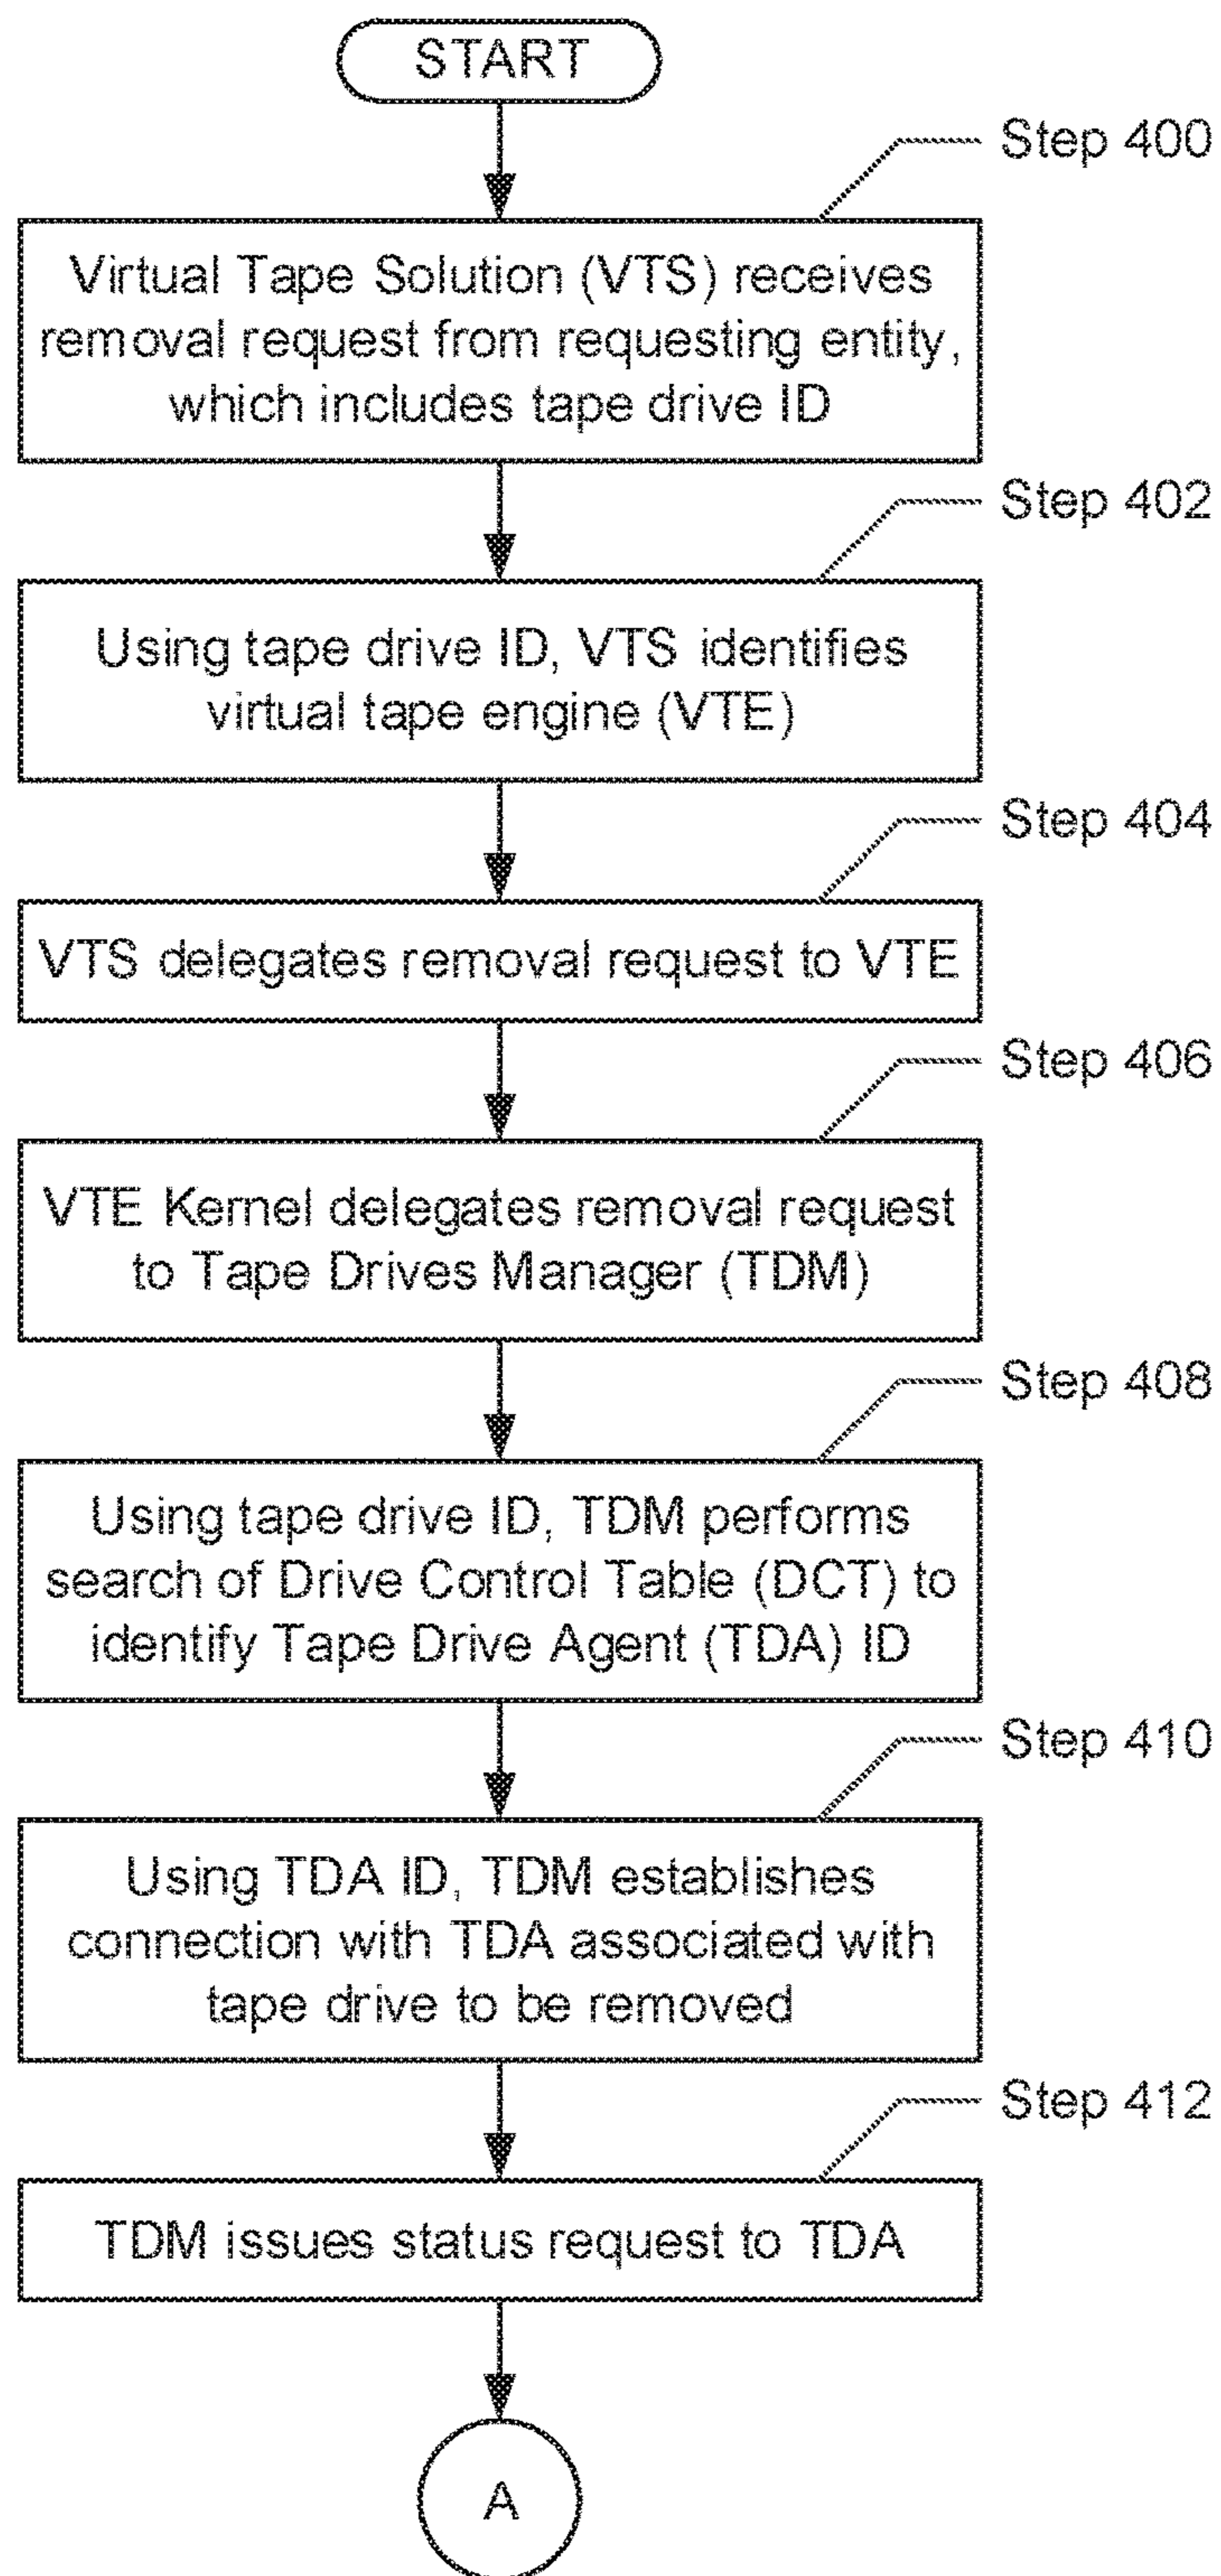 START
Step 400
Virtual Tape Solution (VTS) receives
removal request from requesting entity,
which includes tape drive ID
Step 402
Using tape drive ID, VTS identifies
virtual tape engine (VTE)
Step 404
VTS delegates removal request to VTE
Step 406
VTE Kernel delegates removal request
to Tape Drives Manager (TDM)
Step 408
Using tape drive ID, TDM performs
search of Drive Control Table (DCT) to
identify Tape Drive Agent (TDA) ID
Step 410
Using TDA ID, TDM establishes
connection with TDA associated with
tape drive to be removed
Step 412
TDM issues status request to TDA
A